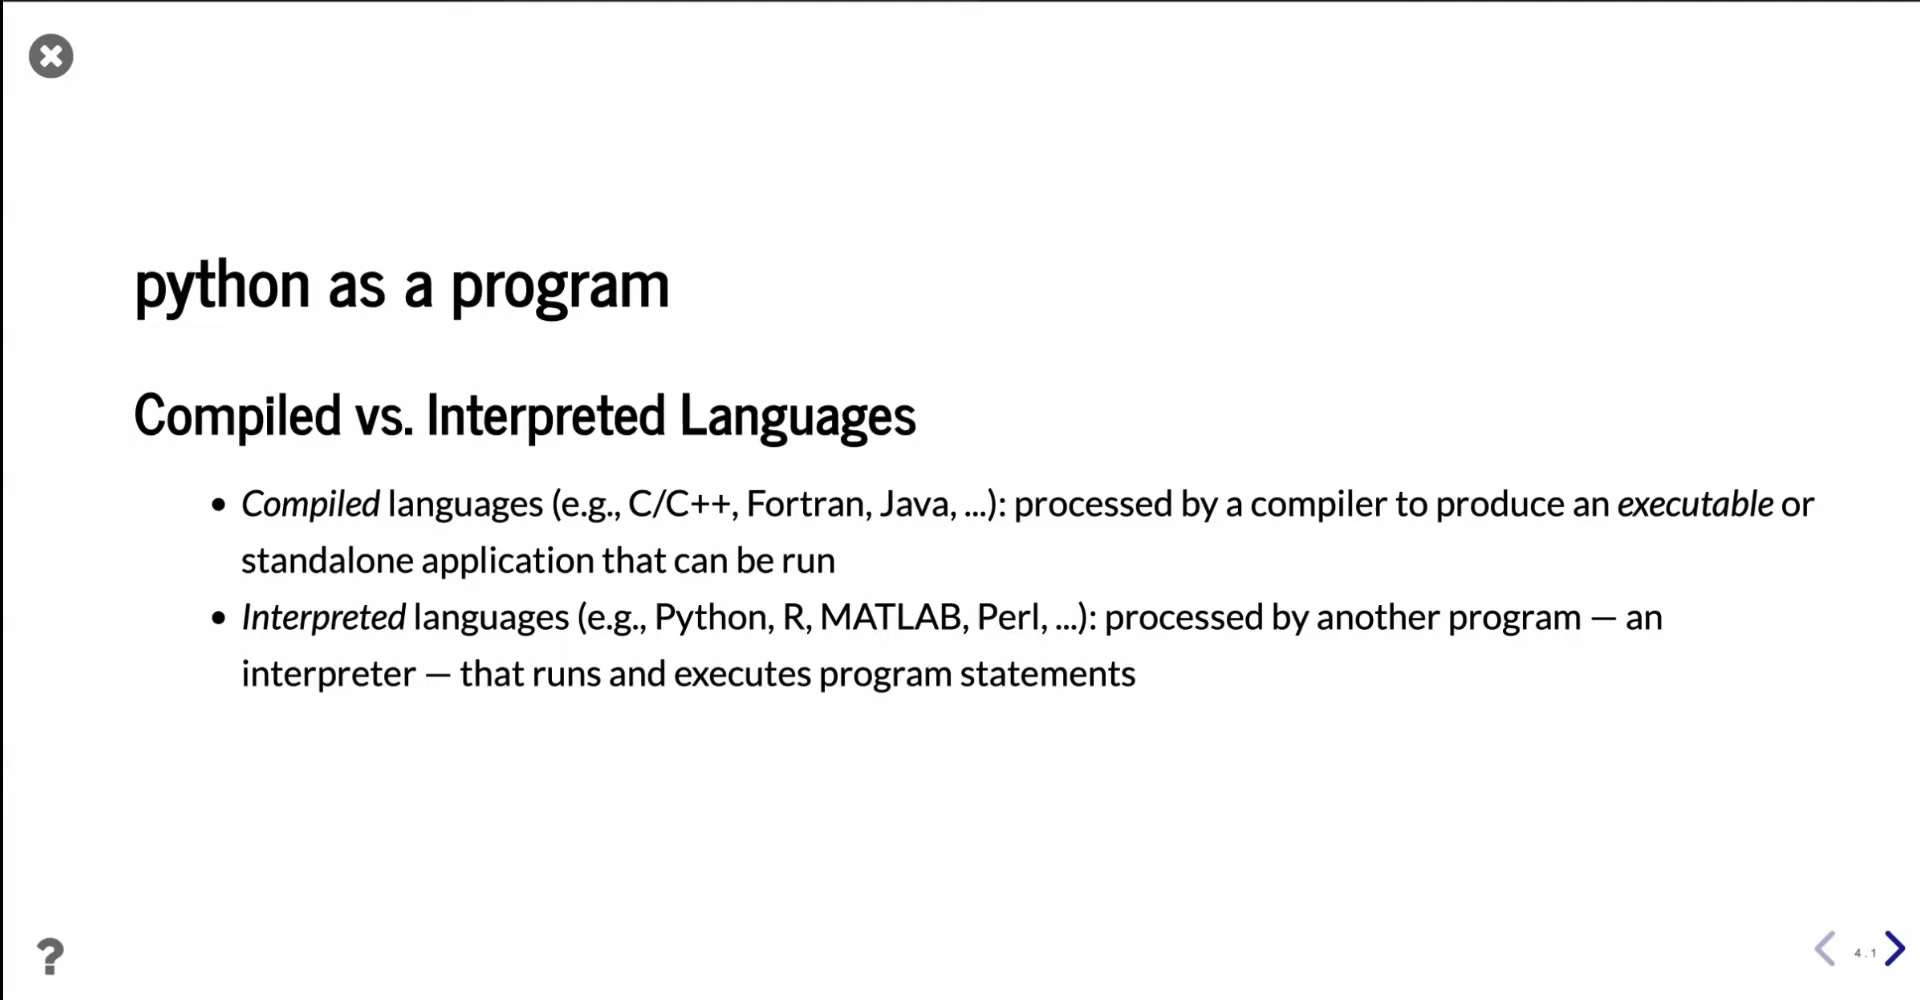 python as a program
Compiled vs. Interpreted Languages
• Compiled languages (e.g., C/C++, Fortran, Java, ...): processed by a compiler to produce an executable or
standalone application that can be run
• Interpreted languages (e.g., Python, R, MATLAB, Perl, ...): processed by another program — an
interpreter — that runs and executes program statements
?
4.1